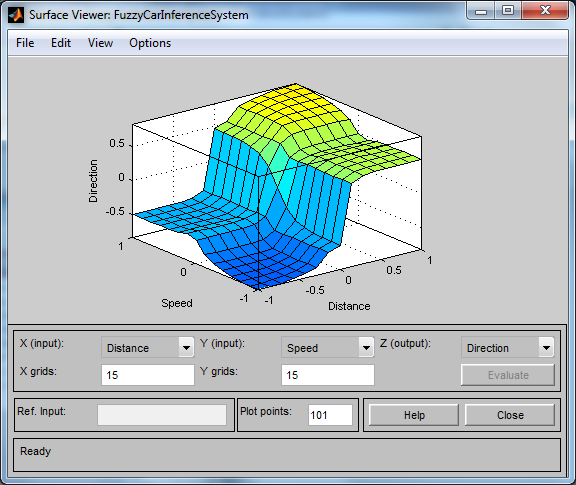 Surface Viewer: FuzzyCarInferenceSystem
File Edit View Options
0.5
0
-0.5
Direction
1
0
-1
Speed
-1
-0.5
0
0.5
1
Distance
X (input): Distance Y (input): Speed Z (output): Direction
X grids: 15 Y grids: 15 Evaluate
Ref. Input: Plot points: 101 Help Close
Ready